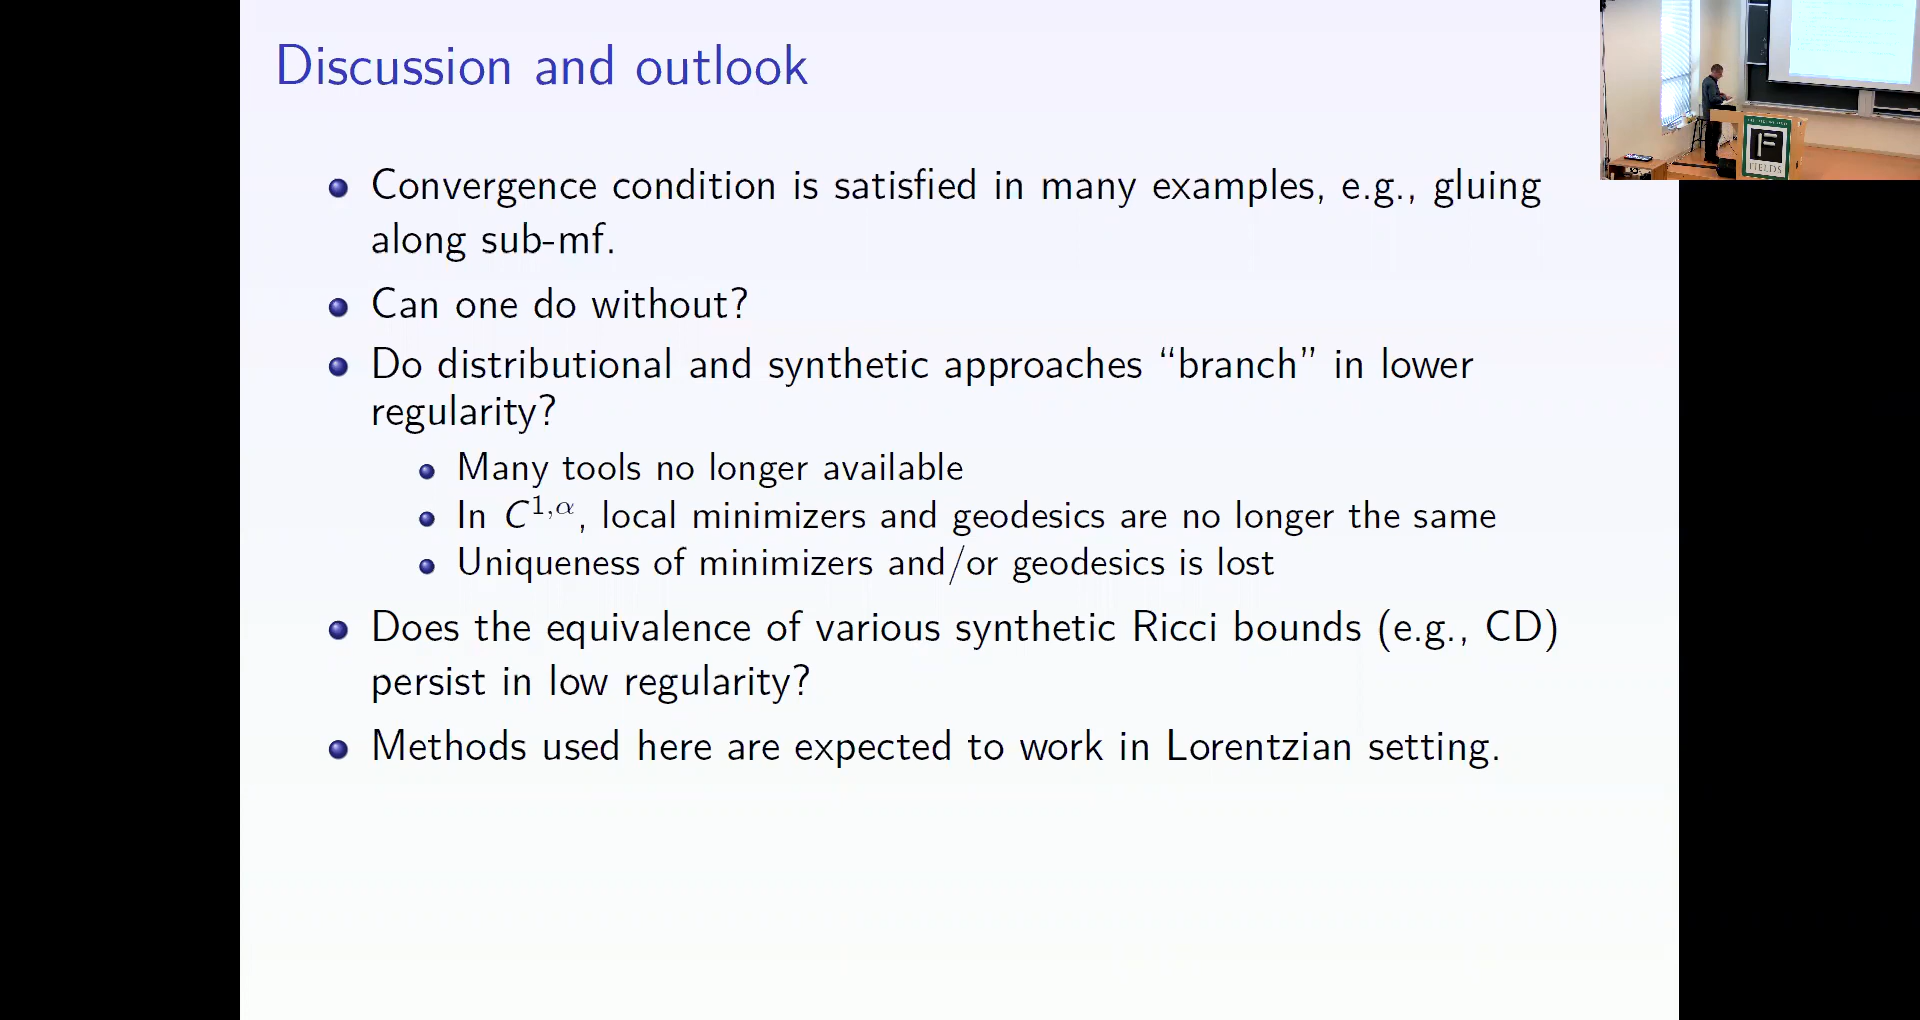 Discussion and outlook
Convergence condition is satisfied in many examples, e.g., gluing
along sub-mf.
Can one do without?
Do distributional and synthetic approaches “branch” in lower
regularity?
Many tools no longer available
In C^{1,α}, local minimizers and geodesics are no longer the same
Uniqueness of minimizers and/or geodesics is lost
Does the equivalence of various synthetic Ricci bounds (e.g., CD)
persist in low regularity?
Methods used here are expected to work in Lorentzian setting.
FIELDS